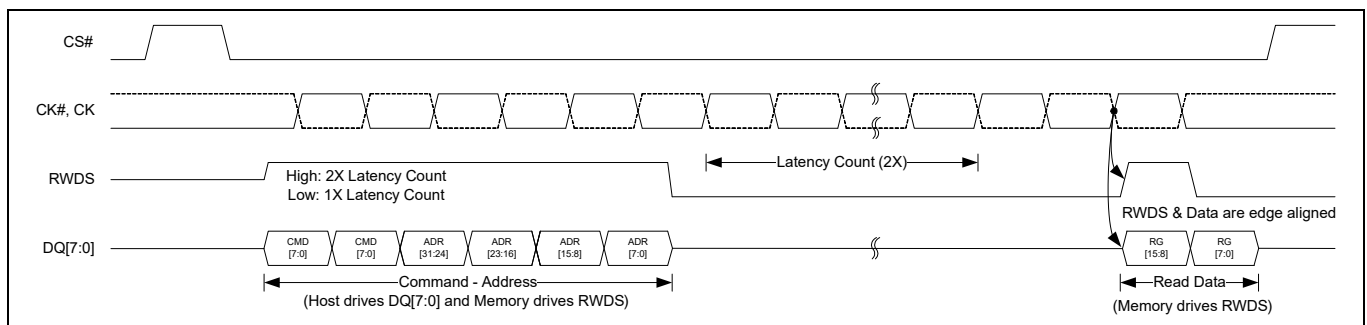 CS#
CK#, CK
Latency Count (2X)
RWDS
High: 2X Latency Count
Low: 1X Latency Count
RWDS & Data are edge aligned
DQ[7:0]
CMD
[7:0]
CMD
[7:0]
ADR
[31:24]
ADR
[23:16]
ADR
[15:8]
ADR
[7:0]
RG
[15:8]
RG
[7:0]
Command - Address
(Host drives DQ[7:0] and Memory drives RWDS)
Read Data
(Memory drives RWDS)